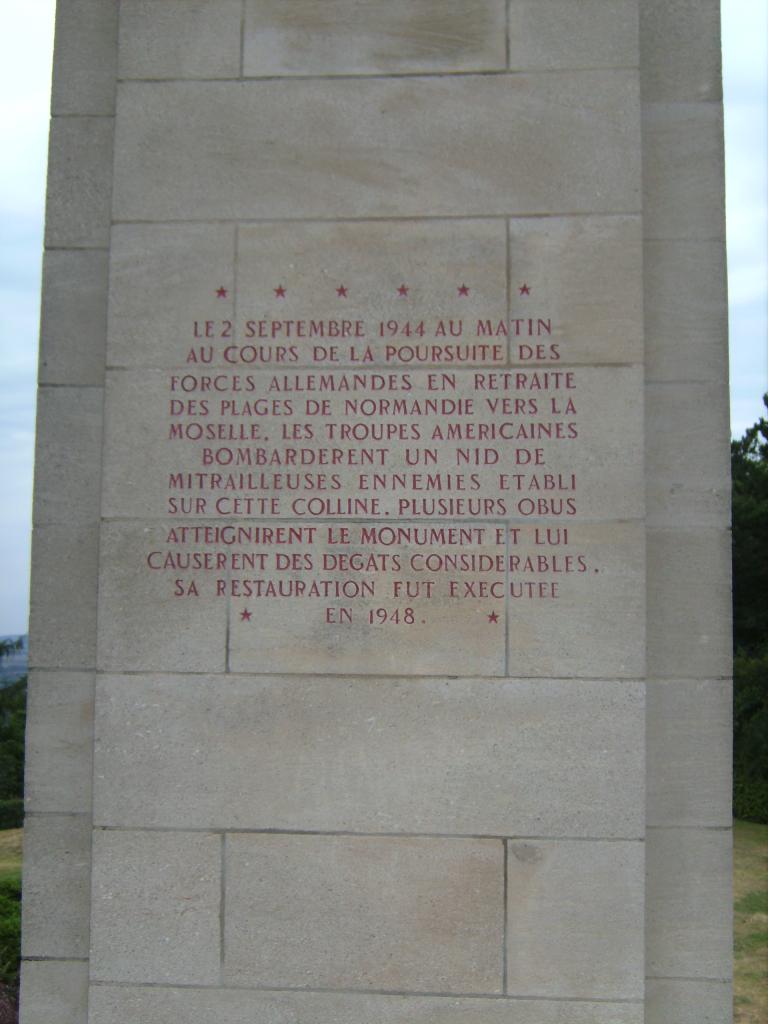 LE 2 SEPTEMBRE 1944 AU MATIN
AU COURS DE LA POURSUITE DES
FORCES ALLEMANDES EN RETRAITE
DES PLAGES DE NORMANDIE VERS LA
MOSELLE, LES TROUPES AMERICAINES
BOMBARDERENT UN NID DE
MITRAILLEUSES ENNEMIES ETABLI
SUR CETTE COLLINE. PLUSIEURS OBUS
ATTEIGNIRENT LE MONUMENT ET LUI
CAUSERENT DES DEGATS CONSIDERABLES.
SA RESTAURATION FUT EXECUTEE
EN 1948.